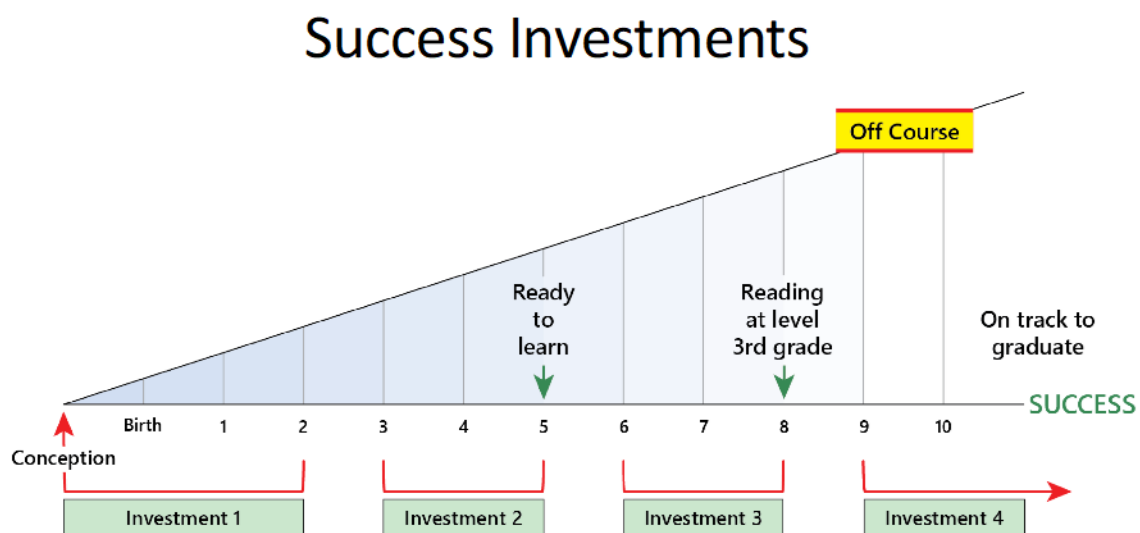 Success Investments
Off Course
Ready
to
learn
Reading
at level
3rd grade
On track to
graduate
SUCCESS
Birth 1 2 3 4 5 6 7 8 9 10
Conception
Investment 1 Investment 2 Investment 3 Investment 4